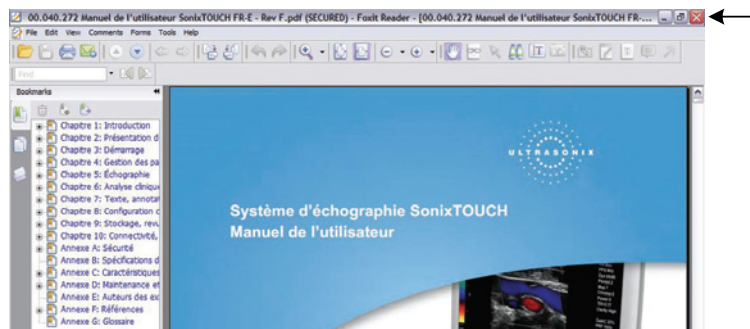 00.040.272 Manuel de l'utilisateur SonixTOUCH FR-E - Rev F.pdf (SECURED) - Foxit Reader - [00.040.272 Manuel de l'utilisateur SonixTOUCH FR-...
File Edit View Comments Forms Tools Help
Find
Bookmarks
Chapitre 1: Introduction
Chapitre 2: Présentation d
Chapitre 3: Démarrage
Chapitre 4: Gestion des pa
Chapitre 5: Échographie
Chapitre 6: Analyse clinique
Chapitre 7: Texte, annotat
Chapitre 8: Configuration c
Chapitre 9: Stockage, revu
Chapitre 10: Connectivité,
Annexe A: Sécurité
Annexe B: Spécifications d
Annexe C: Caractéristiques
Annexe D: Maintenance et
Annexe E: Auteurs des ex
Annexe F: Références
Annexe G: Glossaire
ULTRASONIX
Système d'échographie SonixTOUCH
Manuel de l'utilisateur